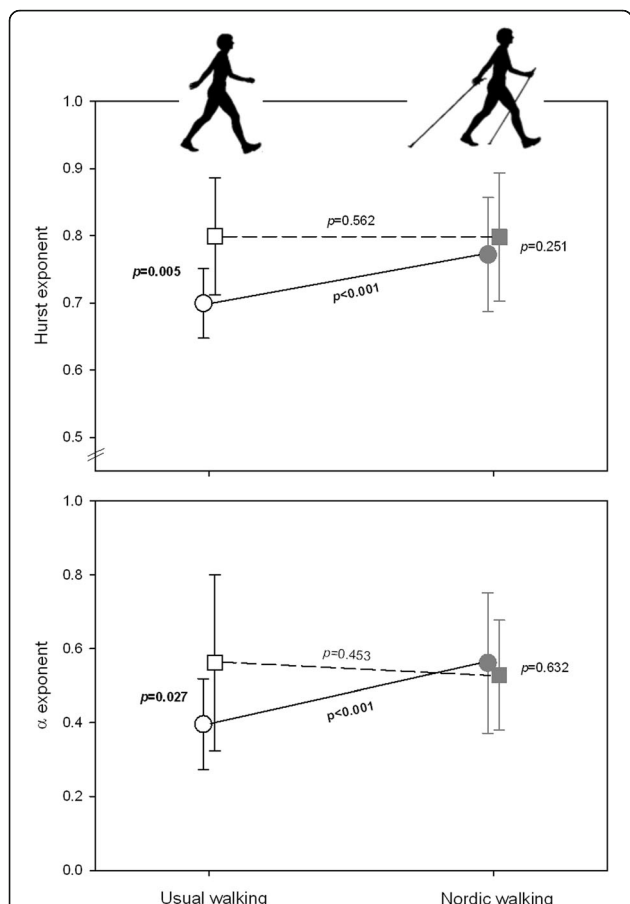 1.0
0.9
0.8
0.7
0.6
0.5
Hurst exponent
p=0.562
p=0.005
p<0.001
p=0.251
1.0
0.8
0.6
0.4
0.2
0.0
α exponent
p=0.453
p=0.027
p<0.001
p=0.632
Usual walking
Nordic walking